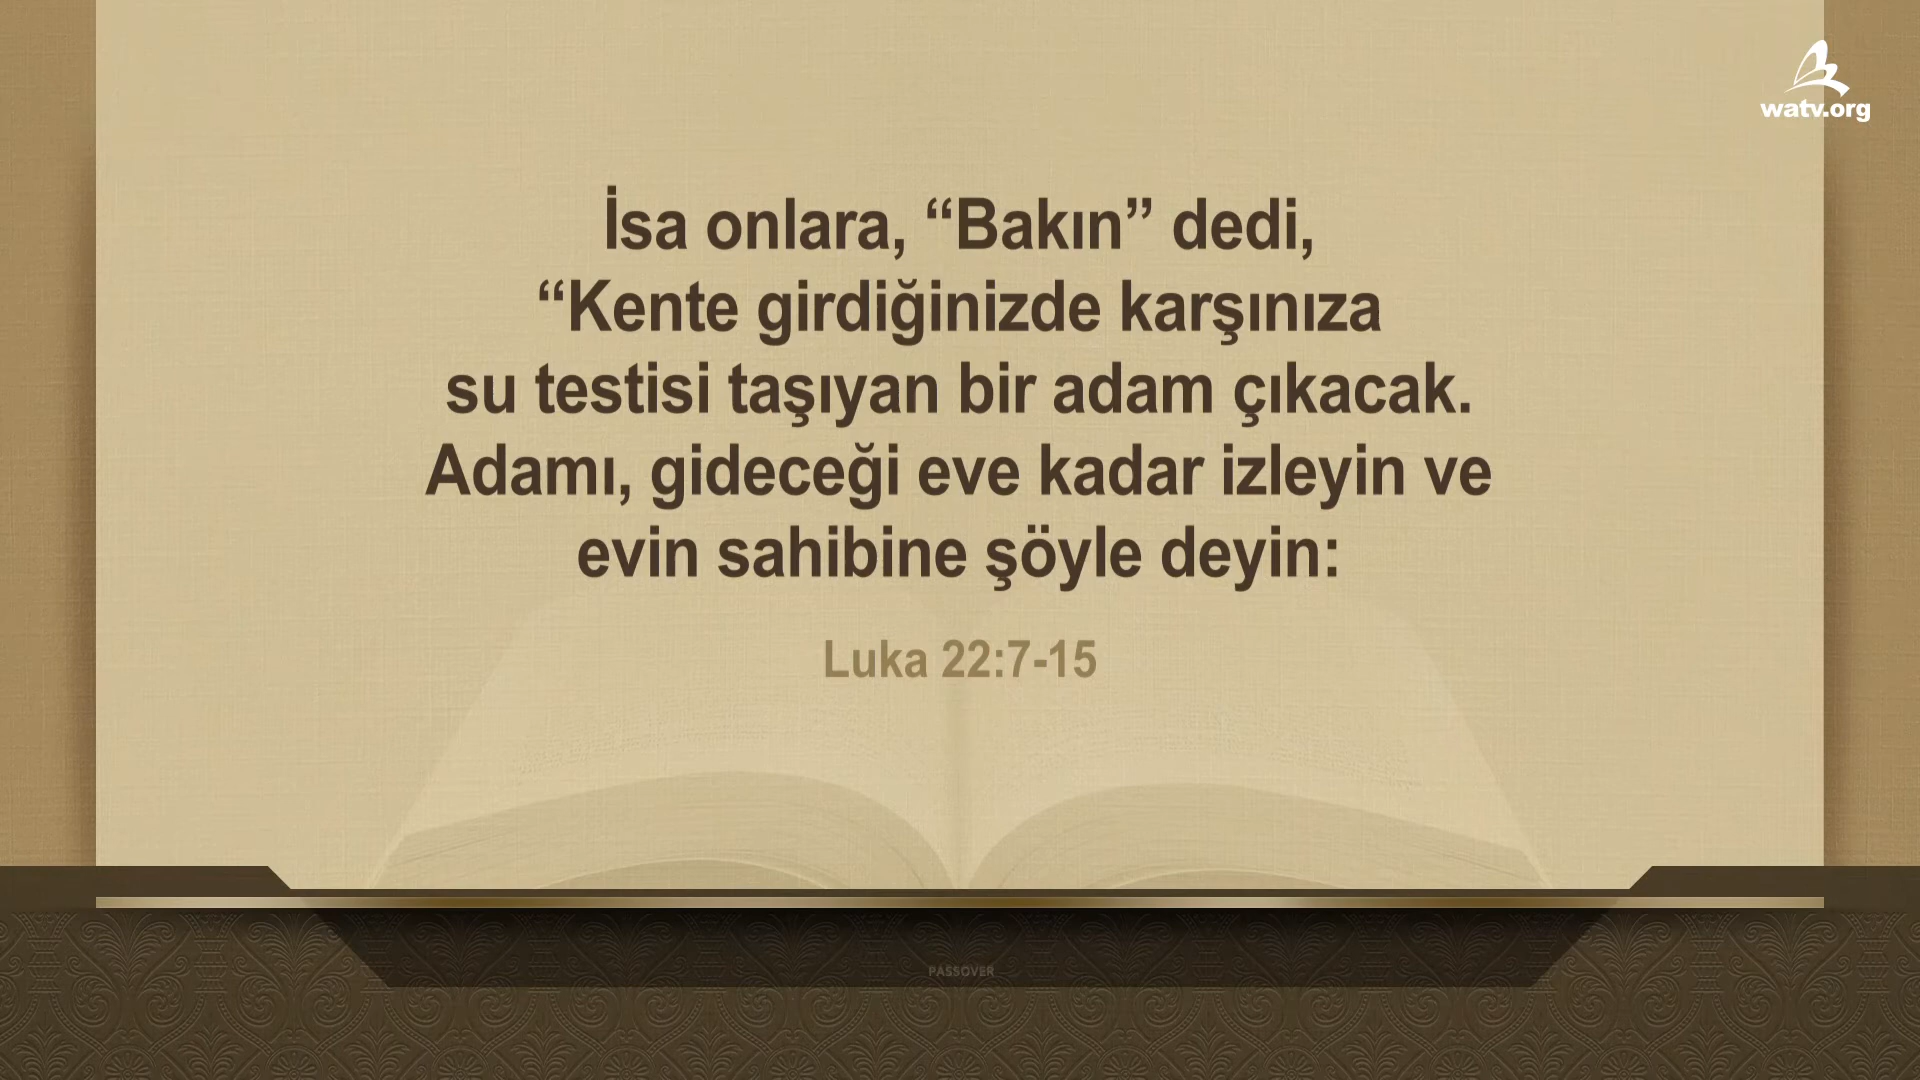 watv.org
İsa onlara, “Bakın” dedi,
“Kente girdiğinizde karşınıza
su testisi taşıyan bir adam çıkacak.
Adamı, gideceği eve kadar izleyin ve
evin sahibine şöyle deyin:
Luka 22:7-15
PASSOVER